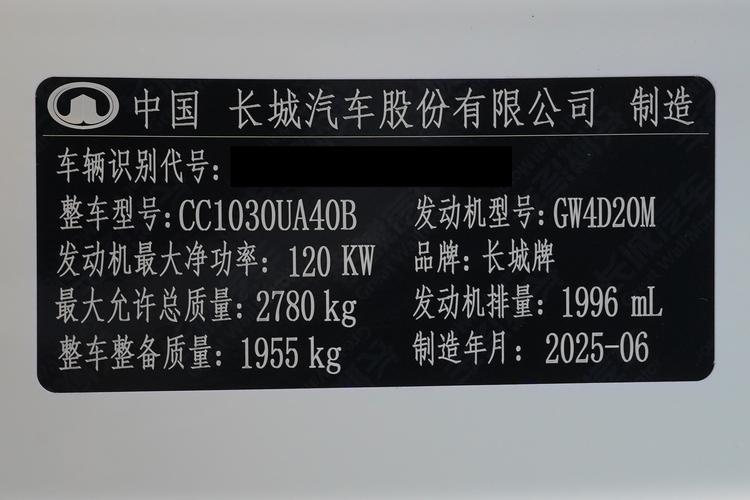 中国 长城汽车股份有限公司 制造
车辆识别代号:
整车型号:CC1030UA40B 发动机型号:GW4D20M
发动机最大净功率: 120 KW 品牌:长城牌
最大允许总质量:2780 kg 发动机排量:1996 mL
整车整备质量:1955 kg 制造年月: 2025-06